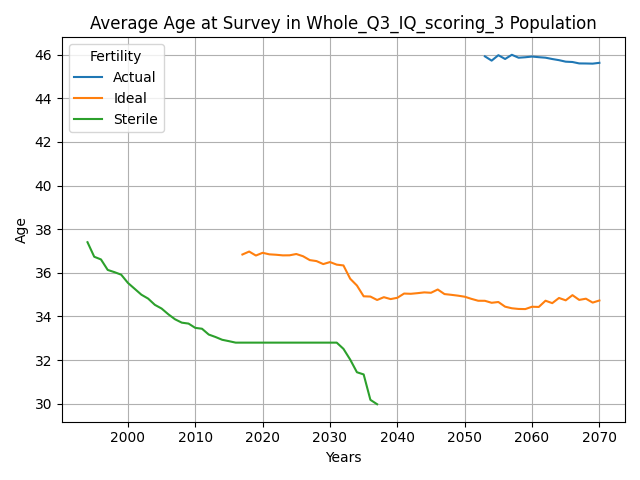 Average Age at Survey in Whole_Q3_IQ_scoring_3 Population
Fertility
Actual
Ideal
Sterile
46
44
42
40
38
36
34
32
30
Age
2000
2010
2020
2030
2040
2050
2060
2070
Years